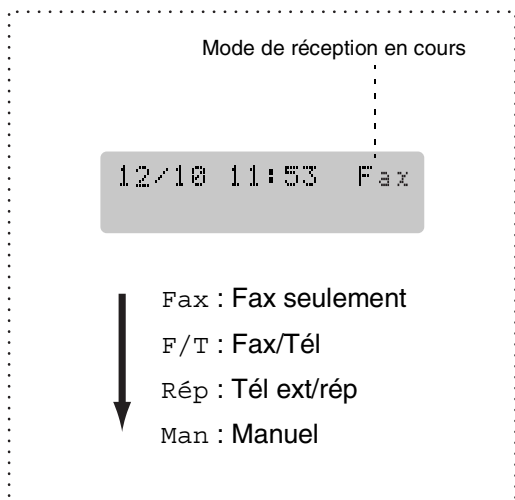 Mode de réception en cours
12/10 11:53 Fax
Fax : Fax seulement
F/T : Fax/Tél
Rép : Tél ext/rép
Man : Manuel